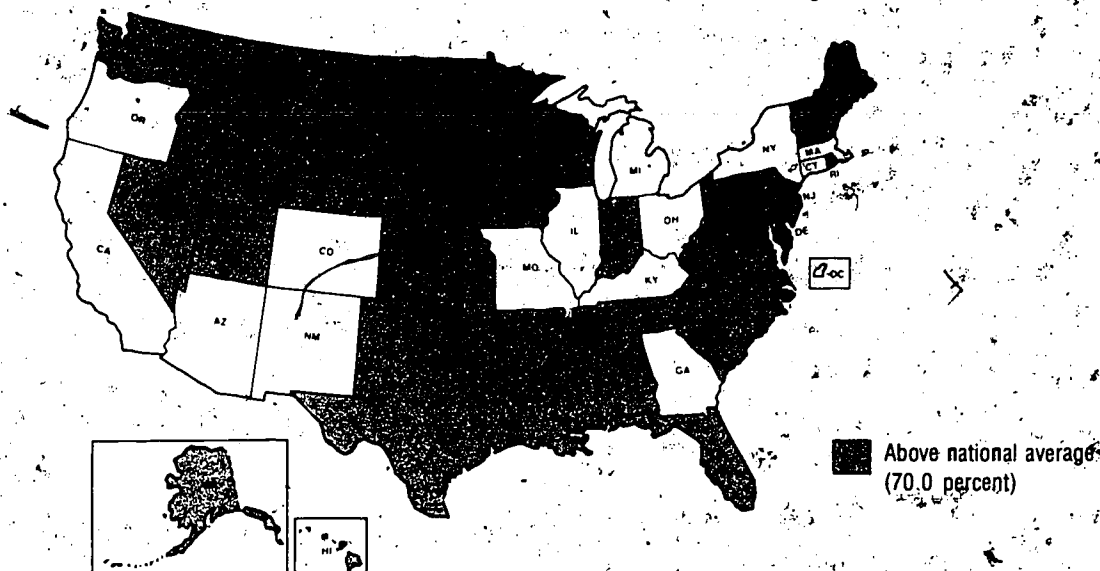 OR
NY
MA
CT
RI
MI
NJ
OH
IL
DE
CO
CA
MO
DC
KY
AZ
NM
GA
Above national average
(70.0 percent)
HI